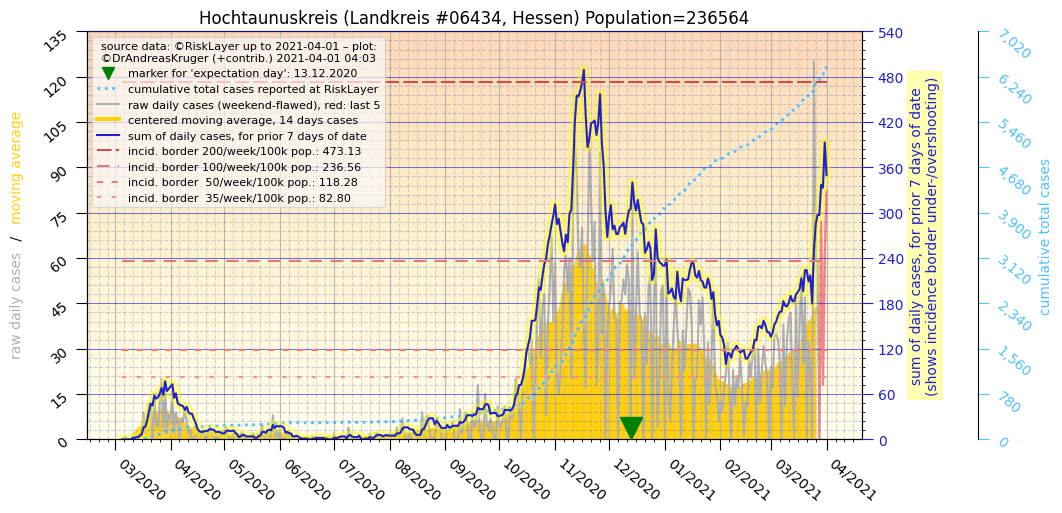 Hochtaunuskreis (Landkreis #06434, Hessen) Population=236564
source data: ©RiskLayer up to 2021-04-01 – plot:
©DrAndreasKruger (+contrib.) 2021-04-01 04:03
marker for 'expectation day': 13.12.2020
cumulative total cases reported at RiskLayer
raw daily cases (weekend-flawed), red: last 5
centered moving average, 14 days cases
sum of daily cases, for prior 7 days of date
incid. border 200/week/100k pop.: 473.13
incid. border 100/week/100k pop.: 236.56
incid. border  50/week/100k pop.: 118.28
incid. border  35/week/100k pop.: 82.80
raw daily cases / moving average
135
120
105
90
75
60
45
30
15
0
03/2020
04/2020
05/2020
06/2020
07/2020
08/2020
09/2020
10/2020
11/2020
12/2020
01/2021
02/2021
03/2021
04/2021
540
480
420
360
300
240
180
120
60
0
sum of daily cases, for prior 7 days of date
(shows incidence border under-/overshooting)
7,020
6,240
5,460
4,680
3,900
3,120
2,340
1,560
780
0
cumulative total cases